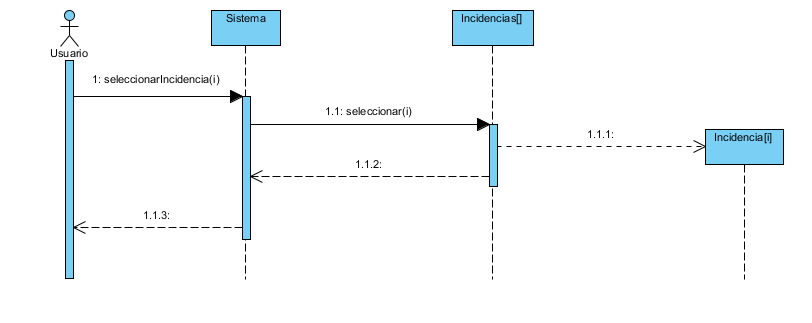 Sistema
Incidencias[]
Usuario
1: seleccionarIncidencia(i)
1.1: seleccionar(i)
1.1.1:
Incidencia[i]
1.1.2:
1.1.3: